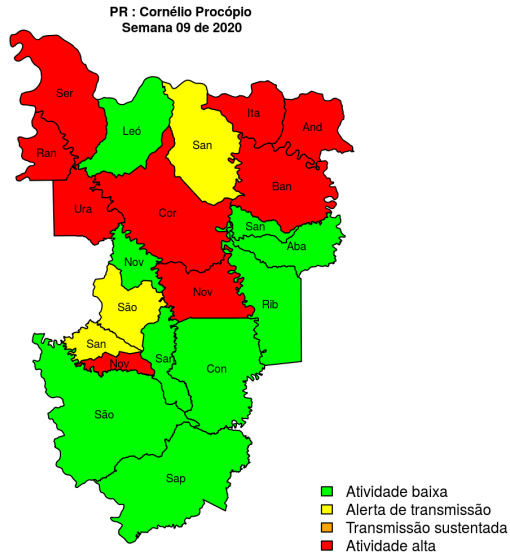 PR : Cornélio Procópio
Semana 09 de 2020
Ser
Leó
Ita
And
San
Ran
Ban
Ura
Cor
San
Aba
Nov
Nov
São
Rib
San
San
Nov
Con
São
Sap
Atividade baixa
Alerta de transmissão
Transmissão sustentada
Atividade alta